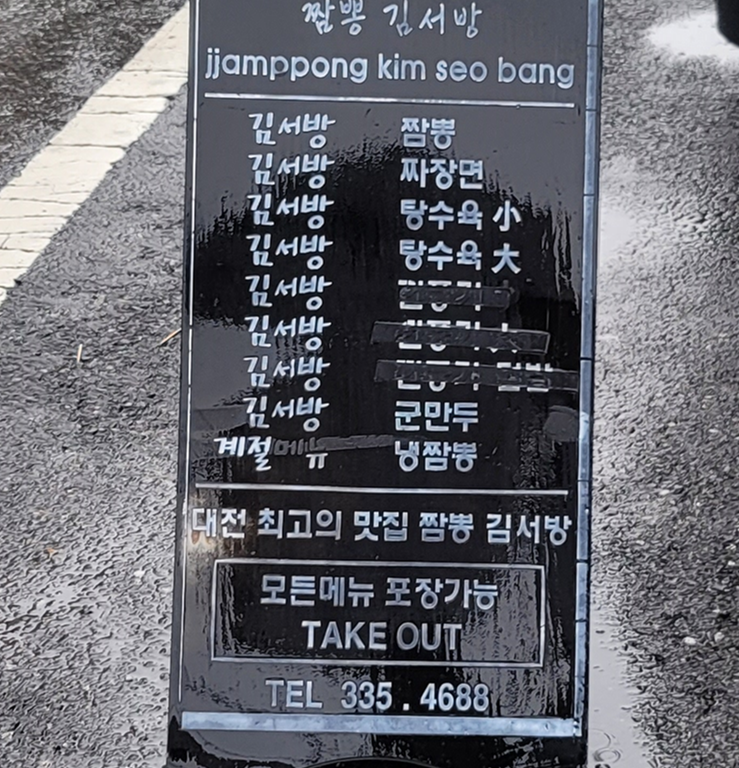 짬뽕 김서방
jjamppong kim seo bang
김서방 짬뽕
김서방 짜장면
김서방 탕수육 小
김서방 탕수육 大
김서방
김서방
김서방
김서방 군만두
계절메뉴 냉짬뽕
대전 최고의 맛집 짬뽕 김서방
모든메뉴 포장가능
TAKE OUT
TEL 335.4688